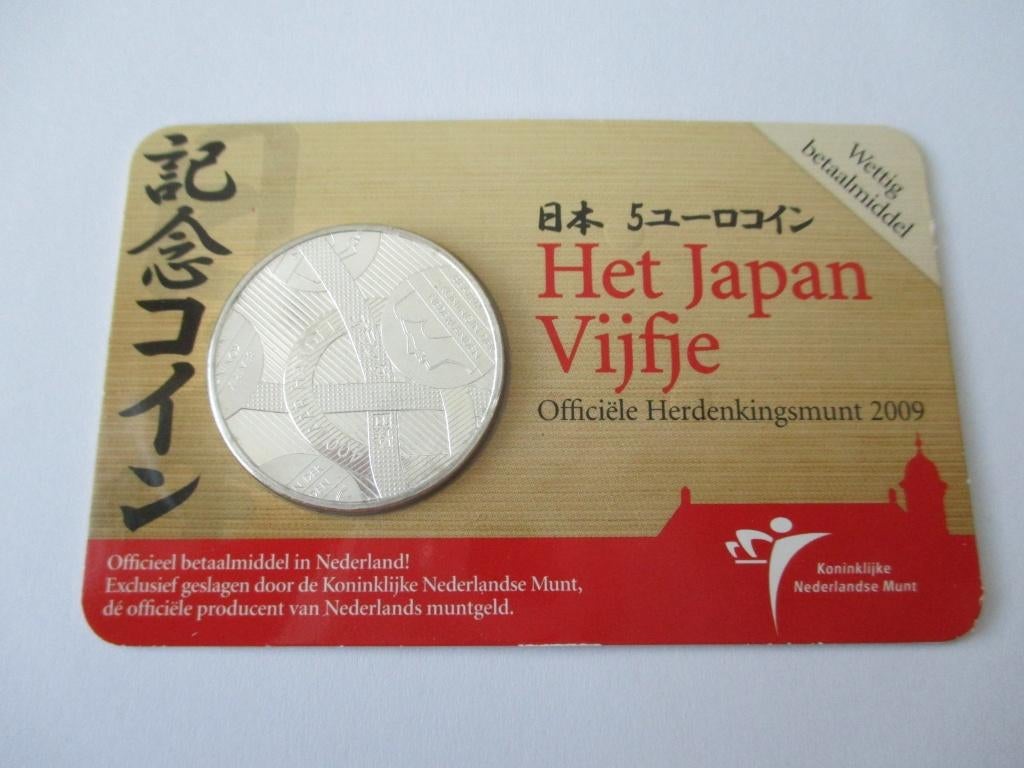 記念コイン
日本 5ユーロコイン
Het Japan
Vijfje
Officiële Herdenkingsmunt 2009
Wettig
betaalmiddel
Officieel betaalmiddel in Nederland!
Exclusief geslagen door de Koninklijke Nederlandse Munt,
dé officiële producent van Nederlands muntgeld.
Koninklijke
Nederlandse Munt